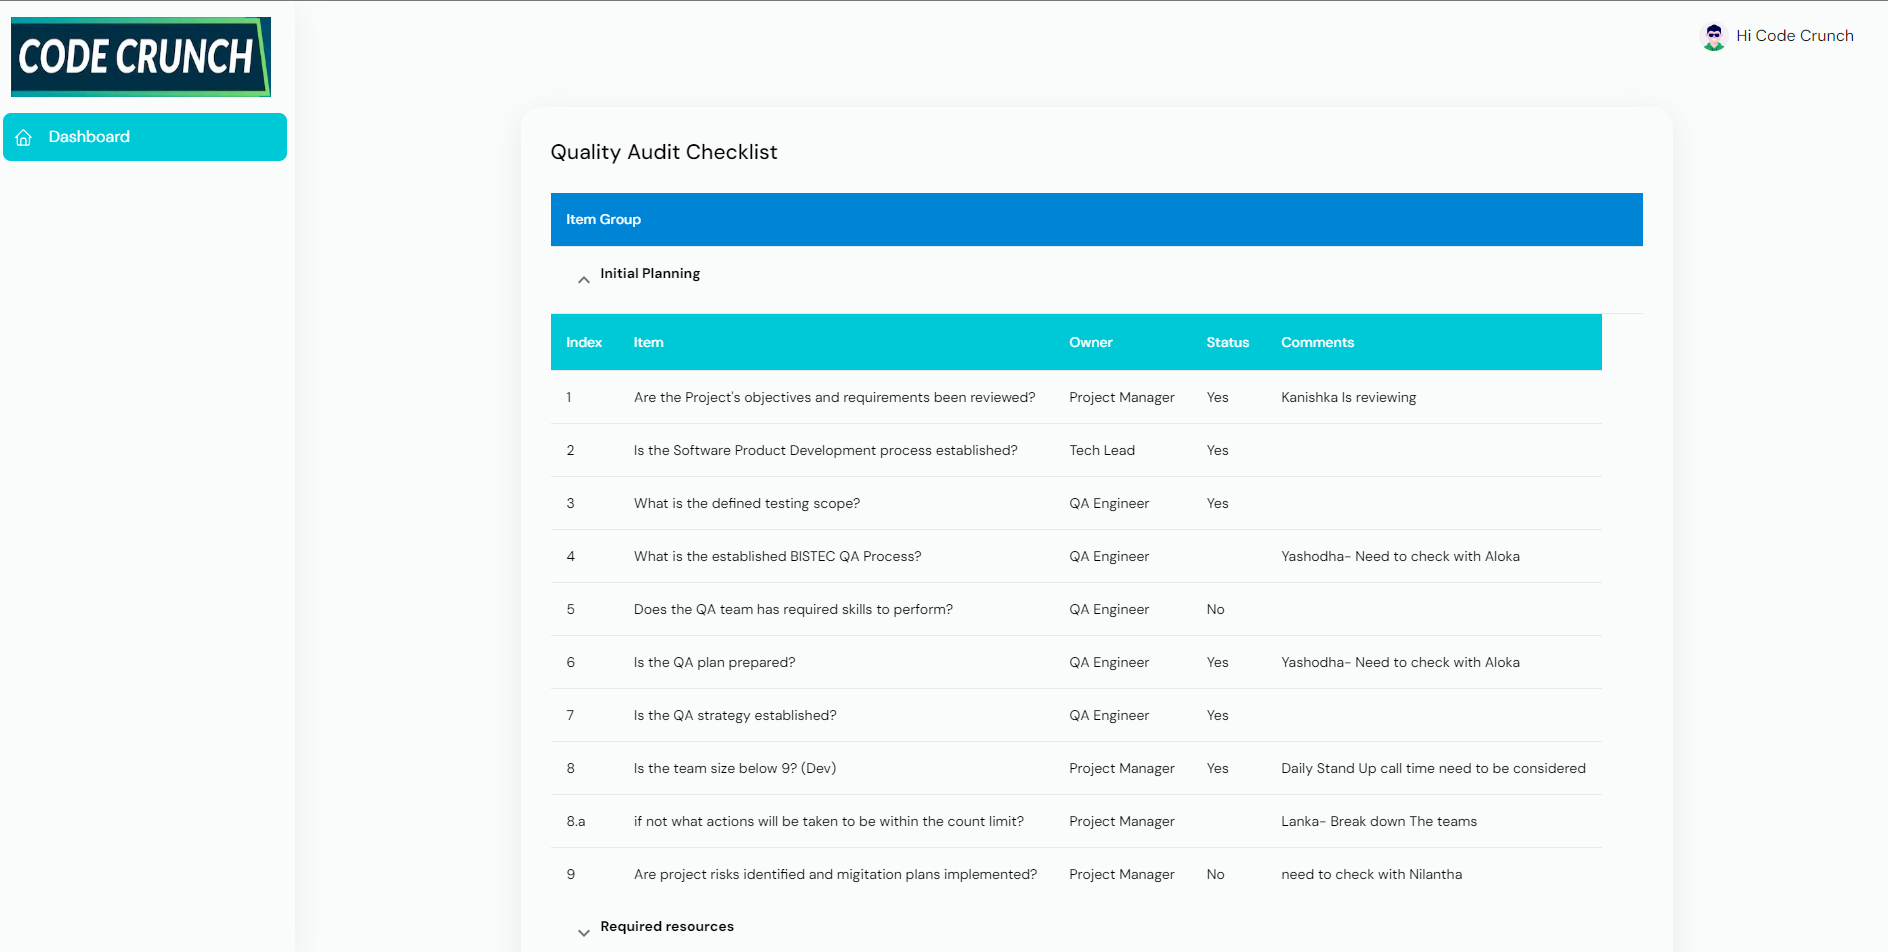 CODE CRUNCH
Hi Code Crunch
Dashboard
Quality Audit Checklist
Item Group
Initial Planning
Index Item Owner Status Comments
1 Are the Project's objectives and requirements been reviewed? Project Manager Yes Kanishka Is reviewing
2 Is the Software Product Development process established? Tech Lead Yes
3 What is the defined testing scope? QA Engineer Yes
4 What is the established BISTEC QA Process? QA Engineer Yashodha- Need to check with Aloka
5 Does the QA team has required skills to perform? QA Engineer No
6 Is the QA plan prepared? QA Engineer Yes Yashodha- Need to check with Aloka
7 Is the QA strategy established? QA Engineer Yes
8 Is the team size below 9? (Dev) Project Manager Yes Daily Stand Up call time need to be considered
8.a if not what actions will be taken to be within the count limit? Project Manager Lanka- Break down The teams
9 Are project risks identified and migitation plans implemented? Project Manager No need to check with Nilantha
Required resources